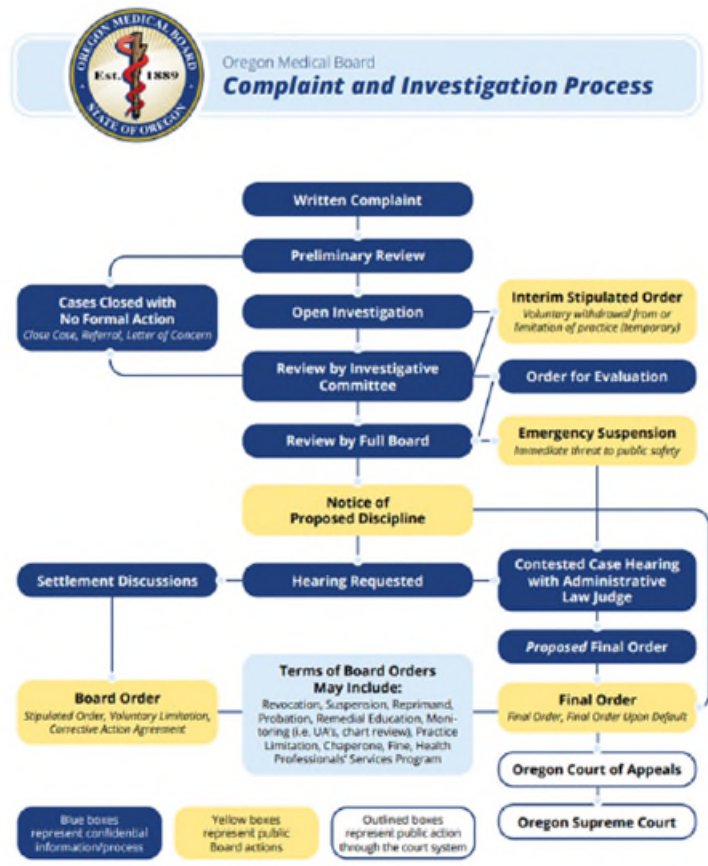 OREGON MEDICAL BOARD
Est. 1889
STATE OF OREGON
Oregon Medical Board
Complaint and Investigation Process
Written Complaint
Preliminary Review
Cases Closed with
No Formal Action
Close Case, Referral, Letter of Concern
Open Investigation
Interim Stipulated Order
Voluntary withdrawal from or
limitation of practice (temporary)
Review by Investigative
Committee
Order for Evaluation
Review by Full Board
Emergency Suspension
Immediate threat to public safety
Notice of
Proposed Discipline
Settlement Discussions
Hearing Requested
Contested Case Hearing
with Administrative
Law Judge
Proposed Final Order
Board Order
Stipulated Order, Voluntary Limitation,
Corrective Action Agreement
Terms of Board Orders
May Include:
Revocation, Suspension, Reprimand,
Probation, Remedial Education, Moni-
toring (i.e. UA's, chart review), Practice
Limitation, Chaperone, Fine, Health
Professionals' Services Program
Final Order
Final Order, Final Order Upon Default
Oregon Court of Appeals
Oregon Supreme Court
Blue boxes
represent confidential
information/process
Yellow boxes
represent public
Board actions
Outlined boxes
represent public action
through the court system